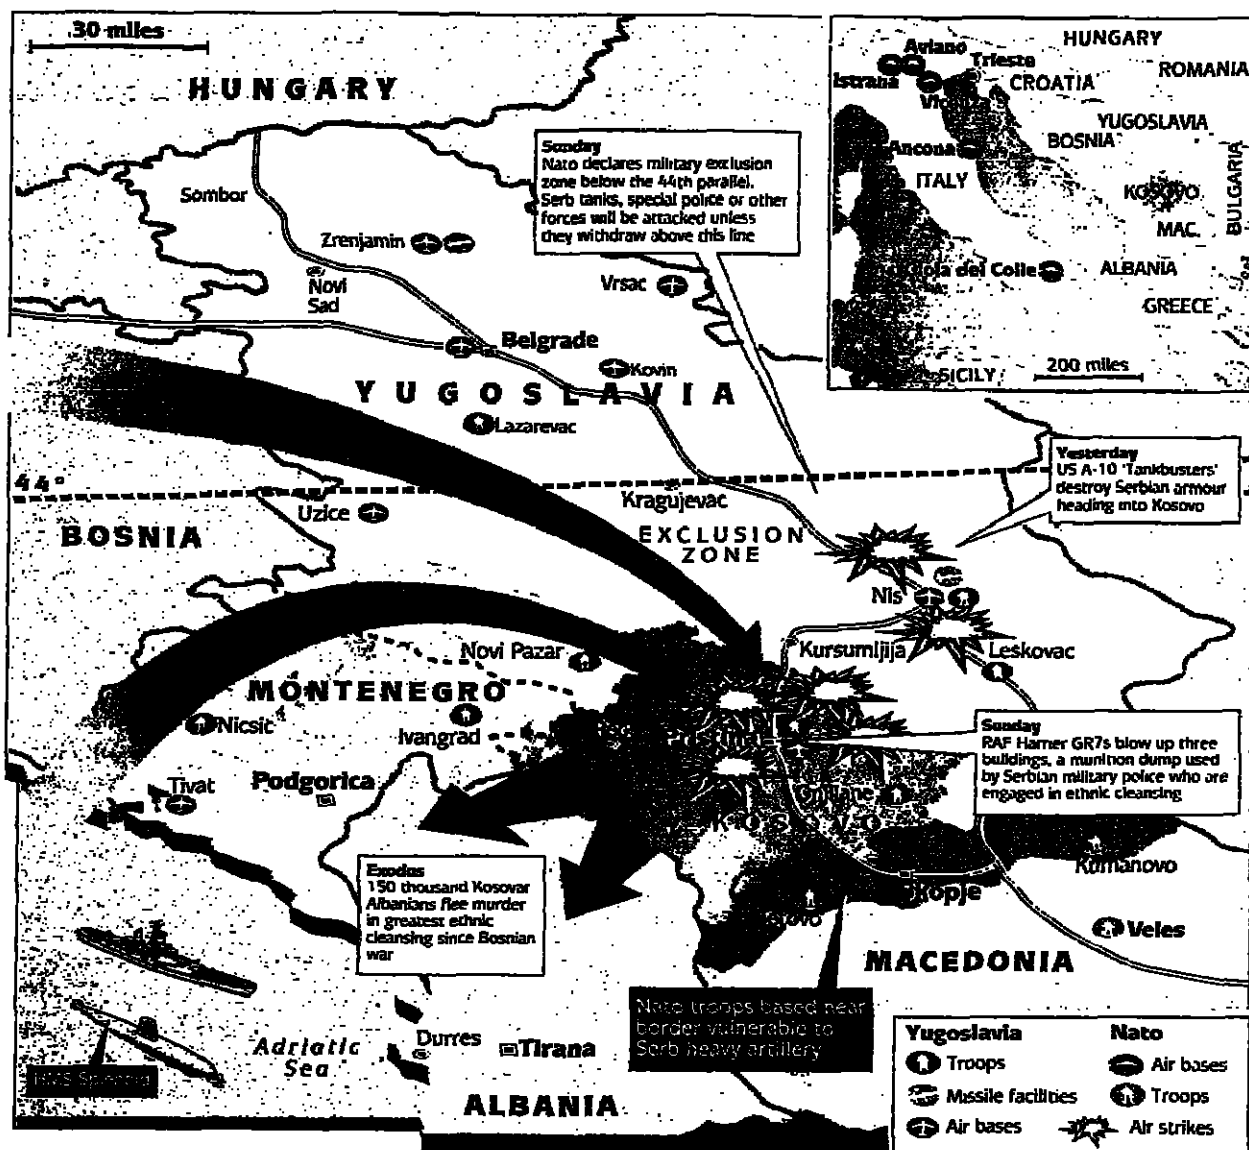 30 miles
HUNGARY
Sombor
Zrenjamin
Novi
Sad
Vrsac
Belgrade
Kovin
YUGOSLAVIA
Lazarevac
44°
Uzice
Kragujevac
BOSNIA
EXCLUSION
ZONE
Nis
Novi Pazar
Kursumljija
Leskovac
MONTENEGRO
Nicsic
Ivangrad
Pristina
Tivat
Podgorica
Gnjilane
KOSOVO
Kumanovo
Skopje
Veles
MACEDONIA
Adriatic
Sea
Durres
Tirana
ALBANIA
Sunday
Nato declares military exclusion
zone below the 44th parallel.
Serb tanks, special police or other
forces will be attacked unless
they withdraw above this line
Yesterday
US A-10 'Tankbusters'
destroy Serbian armour
heading into Kosovo
Sunday
RAF Harrier GR7s blow up three
buildings, a munition dump used
by Serbian military police who are
engaged in ethnic cleansing
Exodus
150 thousand Kosovar
Albanians flee murder
in greatest ethnic
cleansing since Bosnian
war
Nato troops based near
border vulnerable to
Serb heavy artillery
HMS Splendid
HUNGARY
Aviano
Trieste
ROMANIA
Istrana
CROATIA
Vicenza
YUGOSLAVIA
BOSNIA
Ancona
ITALY
KOSOVO
BULGARIA
MAC.
Gioia del Colle
ALBANIA
GREECE
SICILY
200 miles
Yugoslavia
Troops
Missile facilities
Air bases
Nato
Air bases
Troops
Air strikes